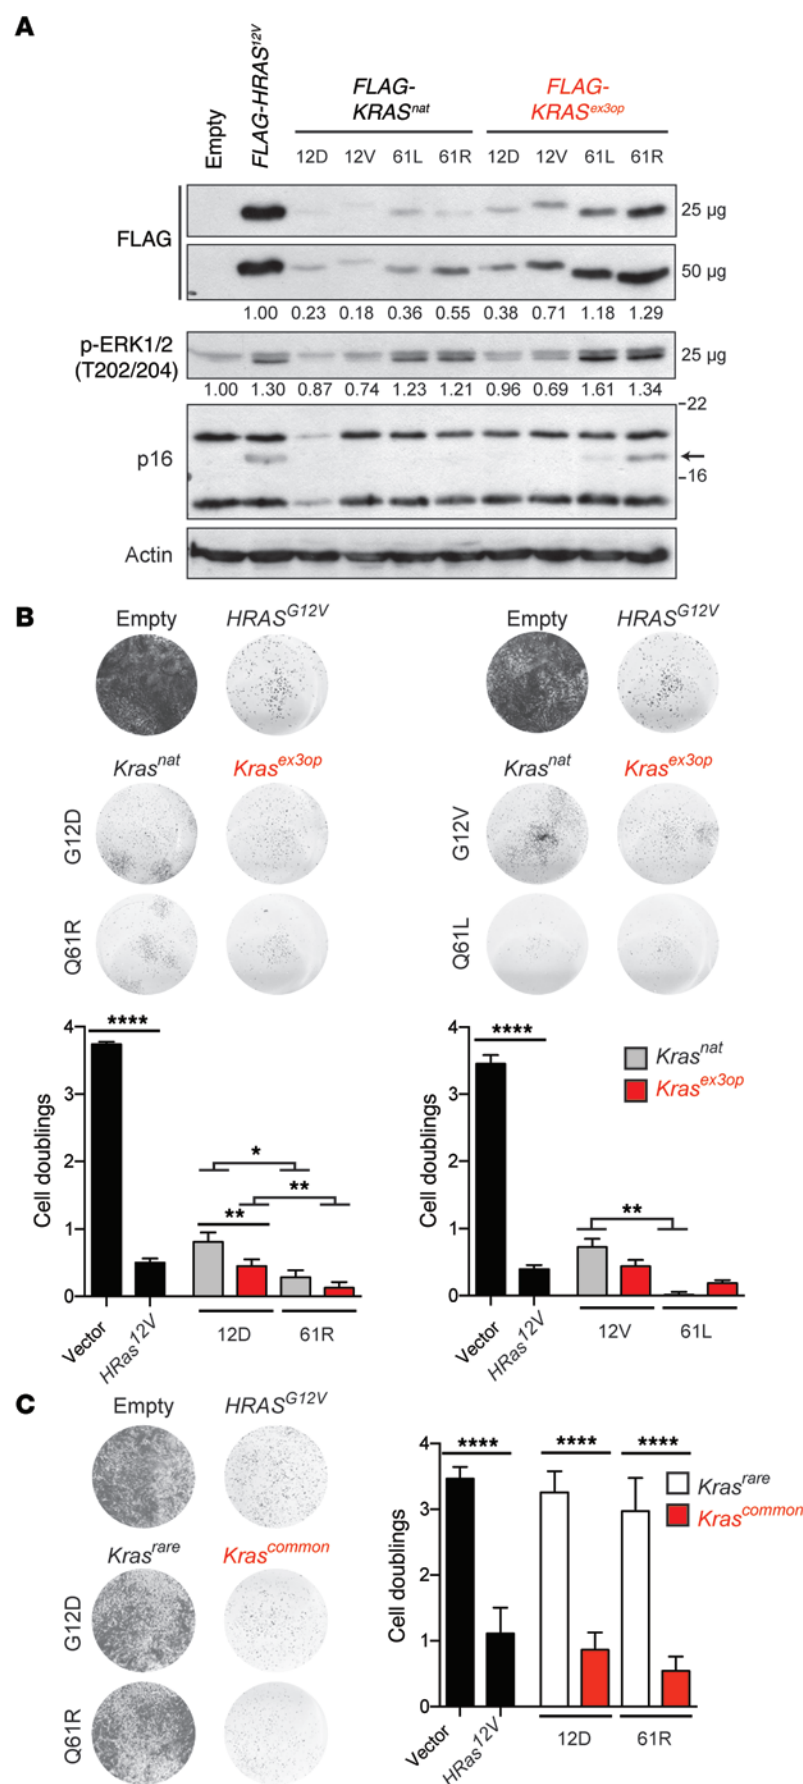 A
Empty
FLAG-HRAS12V
FLAG-
KRASnat
FLAG-
KRASex3op
12D 12V 61L 61R 12D 12V 61L 61R
FLAG
25 µg
50 µg
1.00 0.23 0.18 0.36 0.55 0.38 0.71 1.18 1.29
p-ERK1/2
(T202/204)
25 µg
1.00 1.30 0.87 0.74 1.23 1.21 0.96 0.69 1.61 1.34
p16
22
16
Actin
B
Empty HRASG12V
Krasnat Krasex3op
G12D
Q61R
Empty HRASG12V
Krasnat Krasex3op
G12V
Q61L
Cell doublings
4
3
2
1
0
****
*
**
**
Vector
HRas12V
12D
61R
Cell doublings
4
3
2
1
0
****
**
Krasnat
Krasex3op
Vector
HRas12V
12V
61L
C
Empty HRASG12V
Krasrare Krascommon
G12D
Q61R
Cell doublings
4
3
2
1
0
**** **** ****
Krasrare
Krascommon
Vector
HRas12V
12D
61R